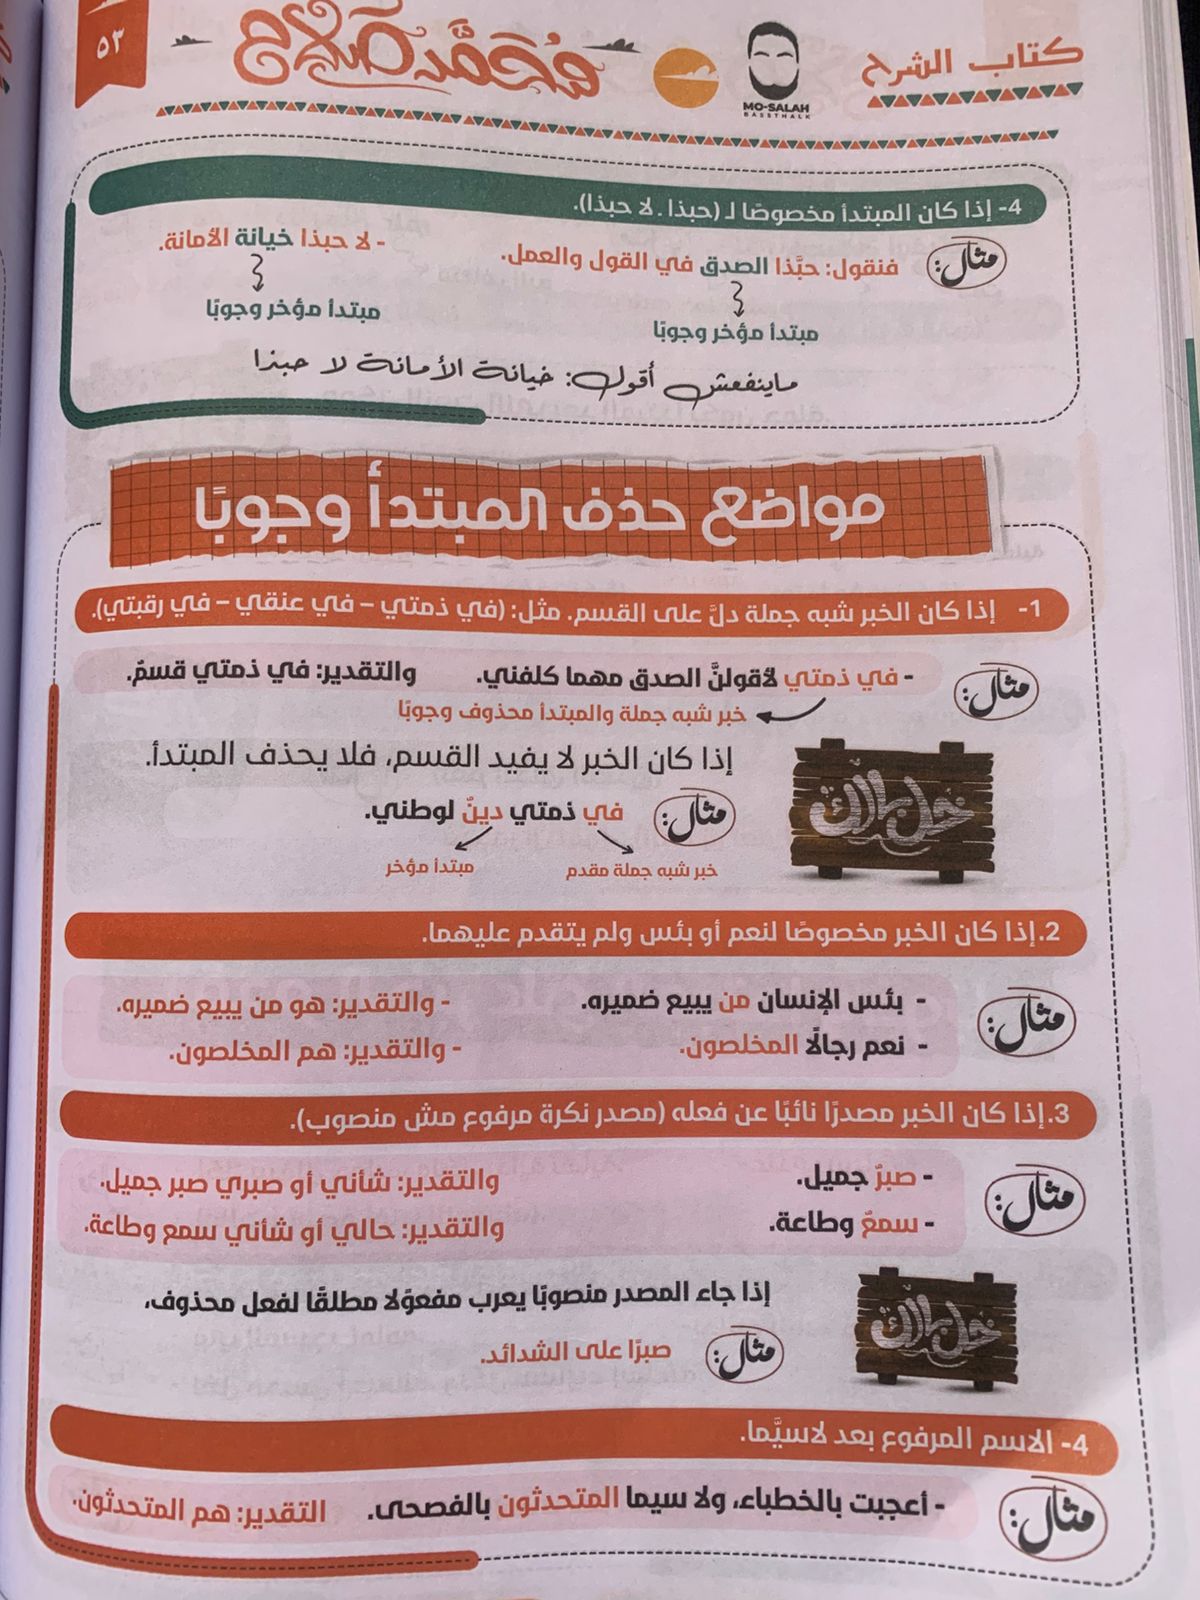 كتاب الشرح
MO-SALAH
BASSTHALK
محمد صلاح
٥٣
4- إذا كان المبتدأ مخصوصًا لـ (حبذا . لا حبذا).
مثال:
فنقول: حبَّذا الصدق في القول والعمل.
- لا حبذا خيانة الأمانة.
مبتدأ مؤخر وجوبًا
مبتدأ مؤخر وجوبًا
ماينفعش أقول: خيانة الأمانة لا حبذا
مواضع حذف المبتدأ وجوبًا
1- إذا كان الخبر شبه جملة دلَّ على القسم. مثل: (في ذمتي – في عنقي – في رقبتي).
مثال:
- في ذمتي لأقولنَّ الصدق مهما كلفني. والتقدير: في ذمتي قسمٌ.
خبر شبه جملة والمبتدأ محذوف وجوبًا
خلي بالك
إذا كان الخبر لا يفيد القسم، فلا يحذف المبتدأ.
مثال:
في ذمتي دينٌ لوطني.
خبر شبه جملة مقدم
مبتدأ مؤخر
2.إذا كان الخبر مخصوصًا لنعم أو بئس ولم يتقدم عليهما.
مثال:
- بئس الإنسان من يبيع ضميره. - والتقدير: هو من يبيع ضميره.
- نعم رجالًا المخلصون. - والتقدير: هم المخلصون.
3.إذا كان الخبر مصدرًا نائبًا عن فعله (مصدر نكرة مرفوع مش منصوب).
مثال:
- صبرٌ جميل. والتقدير: شأني أو صبري صبر جميل.
- سمعٌ وطاعة. والتقدير: حالي أو شأني سمع وطاعة.
خلي بالك
إذا جاء المصدر منصوبًا يعرب مفعوًلا مطلقًا لفعل محذوف،
مثال:
صبرًا على الشدائد.
4- الاسم المرفوع بعد لاسيَّما.
مثال:
- أعجبت بالخطباء، ولا سيما المتحدثون بالفصحى. التقدير: هم المتحدثون.